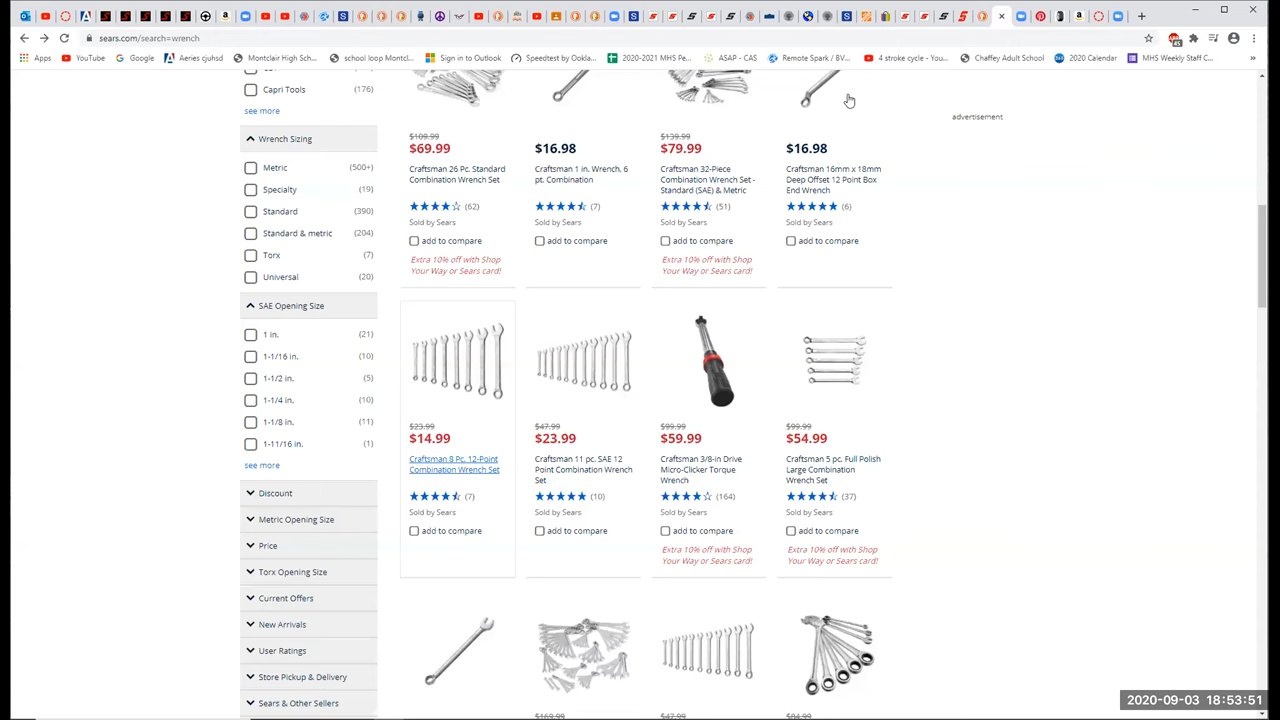 sears.com/search=wrench
Apps
YouTube
Google
Aeries cjuhsd
Montclair High Sch...
school loop Montcl...
Sign in to Outlook
Speedtest by Ookla...
2020-2021 MHS Pe...
ASAP - CAS
Remote Spark / BV...
4 stroke cycle - You...
Chaffey Adult School
2020 Calendar
MHS Weekly Staff C...
Capri Tools (176)
see more
Wrench Sizing
Metric (500+)
Specialty (19)
Standard (390)
Standard & metric (204)
Torx (7)
Universal (20)
SAE Opening Size
1 in. (21)
1-1/16 in. (10)
1-1/2 in. (5)
1-1/4 in. (10)
1-1/8 in. (11)
1-11/16 in. (1)
see more
Discount
Metric Opening Size
Price
Torx Opening Size
Current Offers
New Arrivals
User Ratings
Store Pickup & Delivery
Sears & Other Sellers
$109.99
$69.99
Craftsman 26 Pc. Standard
Combination Wrench Set
(62)
Sold by Sears
add to compare
Extra 10% off with Shop
Your Way or Sears card!
$16.98
Craftsman 1 in. Wrench, 6
pt. Combination
(7)
Sold by Sears
add to compare
$139.99
$79.99
Craftsman 32-Piece
Combination Wrench Set -
Standard (SAE) & Metric
(51)
Sold by Sears
add to compare
Extra 10% off with Shop
Your Way or Sears card!
$16.98
Craftsman 16mm x 18mm
Deep Offset 12 Point Box
End Wrench
(6)
Sold by Sears
add to compare
advertisement
$23.99
$14.99
Craftsman 8 Pc. 12-Point
Combination Wrench Set
(7)
Sold by Sears
add to compare
$47.99
$23.99
Craftsman 11 pc. SAE 12
Point Combination Wrench
Set
(10)
Sold by Sears
add to compare
$99.99
$59.99
Craftsman 3/8-in Drive
Micro-Clicker Torque
Wrench
(164)
Sold by Sears
add to compare
Extra 10% off with Shop
Your Way or Sears card!
$99.99
$54.99
Craftsman 5 pc. Full Polish
Large Combination
Wrench Set
(37)
Sold by Sears
add to compare
Extra 10% off with Shop
Your Way or Sears card!
$169.99
$47.99
$84.99
2020-09-03 18:53:51